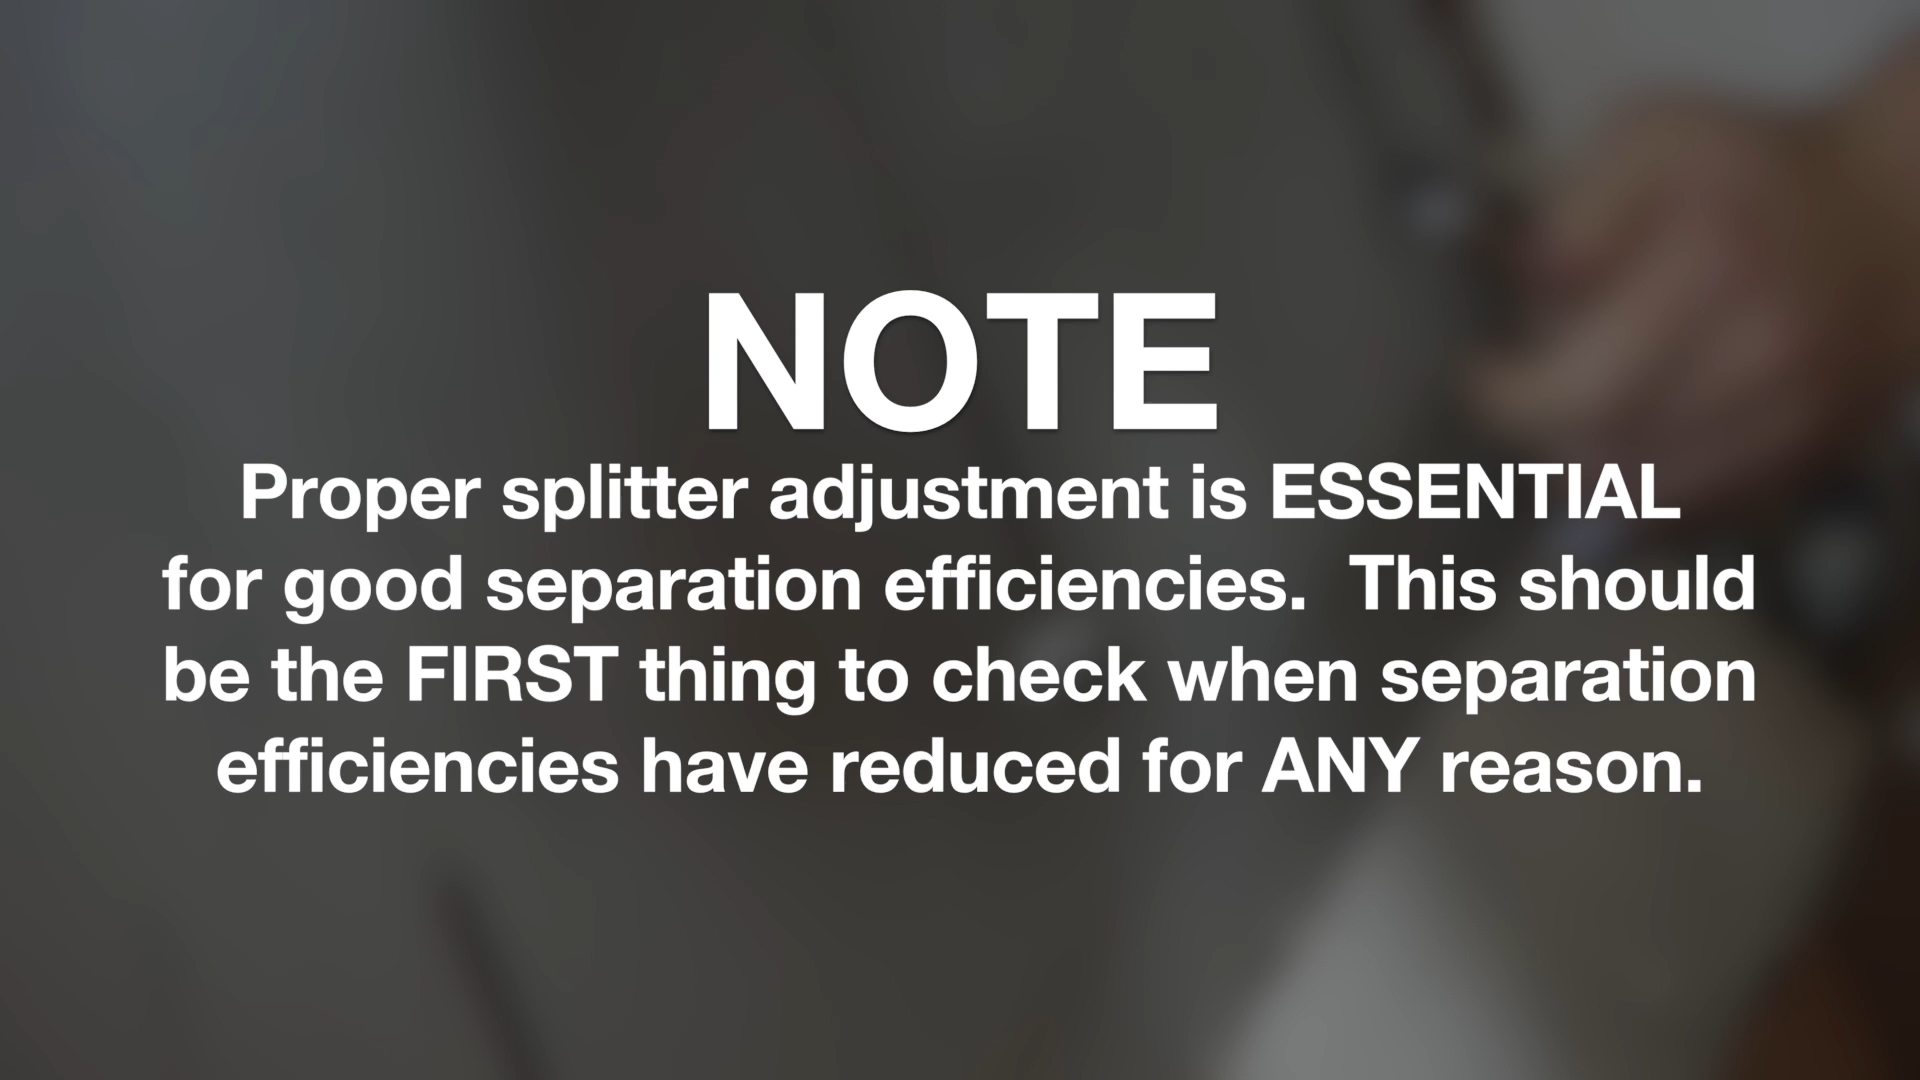 NOTE
Proper splitter adjustment is ESSENTIAL
for good separation efficiencies.  This should
be the FIRST thing to check when separation
efficiencies have reduced for ANY reason.